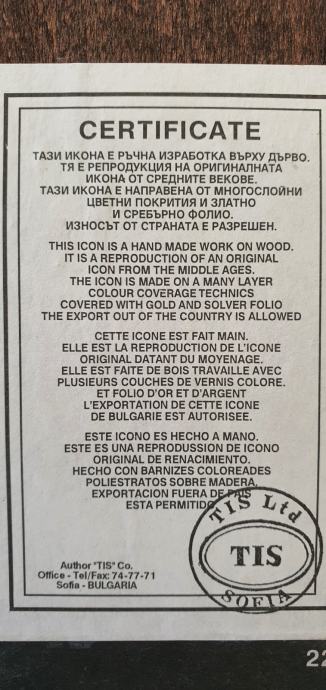 CERTIFICATE
ТАЗИ ИКОНА Е РЪЧНА ИЗРАБОТКА ВЪРХУ ДЪРВО.
ТЯ Е РЕПРОДУКЦИЯ НА ОРИГИНАЛНАТА
ИКОНА ОТ СРЕДНИТЕ ВЕКОВЕ.
ТАЗИ ИКОНА Е НАПРАВЕНА ОТ МНОГОСЛОЙНИ
ЦВЕТНИ ПОКРИТИЯ И ЗЛАТНО
И СРЕБЪРНО ФОЛИО.
ИЗНОСЪТ ОТ СТРАНАТА Е РАЗРЕШЕН.
THIS ICON IS A HAND MADE WORK ON WOOD.
IT IS A REPRODUCTION OF AN ORIGINAL
ICON FROM THE MIDDLE AGES.
THE ICON IS MADE ON A MANY LAYER
COLOUR COVERAGE TECHNICS
COVERED WITH GOLD AND SOLVER FOLIO
THE EXPORT OUT OF THE COUNTRY IS ALLOWED
CETTE ICONE EST FAIT MAIN.
ELLE EST LA REPRODUCTION DE L'ICONE
ORIGINAL DATANT DU MOYENAGE.
ELLE EST FAITE DE BOIS TRAVAILLE AVEC
PLUSIEURS COUCHES DE VERNIS COLORE.
ET FOLIO D'OR ET D'ARGENT
L'EXPORTATION DE CETTE ICONE
DE BULGARIE EST AUTORISEE.
ESTE ICONO ES HECHO A MANO.
ESTE ES UNA REPRODUSSION DE ICONO
ORIGINAL DE RENACIMIENTO.
HECHO CON BARNIZES COLOREADES
POLIESTRATOS SOBRE MADERA,
EXPORTACION FUERA DE PAIS
ESTA PERMITIDO
TIS Ltd
TIS
SOFIA
Author "TIS" Co.
Office - Tel/Fax: 74-77-71
Sofia - BULGARIA
22